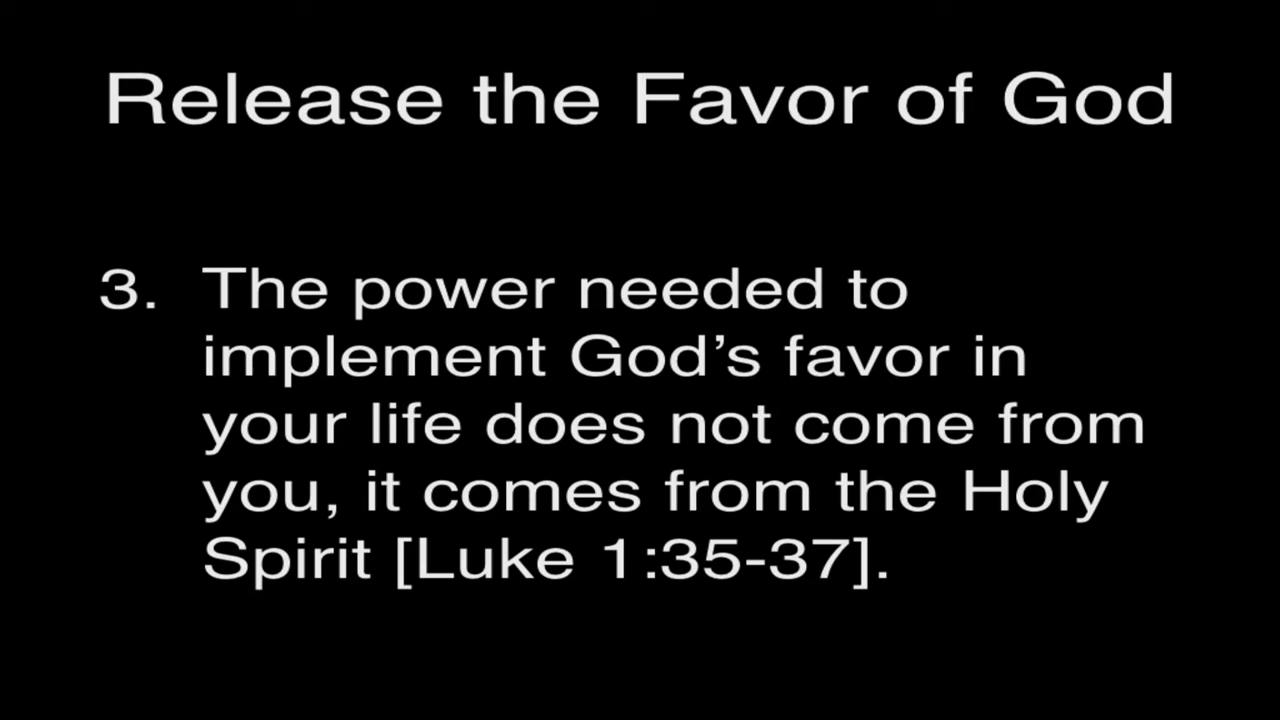 Release the Favor of God
3. The power needed to
implement God’s favor in
your life does not come from
you, it comes from the Holy
Spirit [Luke 1:35-37].